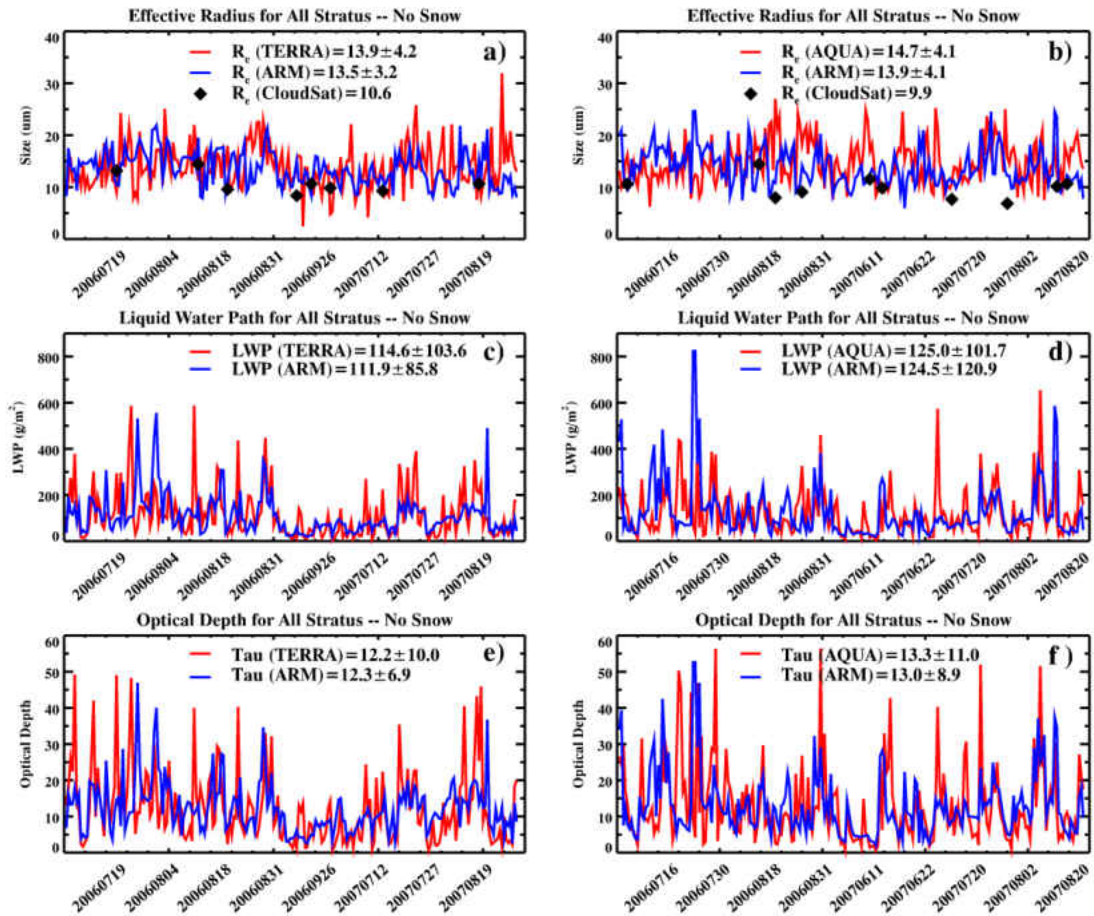 Effective Radius for All Stratus -- No Snow
a)
Re (TERRA)=13.9±4.2
Re (ARM)=13.5±3.2
Re (CloudSat)=10.6
Size (um)
40
30
20
10
0
20060719
20060804
20060818
20060831
20060926
20070712
20070727
20070819
Effective Radius for All Stratus -- No Snow
b)
Re (AQUA)=14.7±4.1
Re (ARM)=13.9±4.1
Re (CloudSat)=9.9
Size (um)
40
30
20
10
0
20060716
20060730
20060818
20060831
20070611
20070622
20070720
20070802
20070820
Liquid Water Path for All Stratus -- No Snow
c)
LWP (TERRA)=114.6±103.6
LWP (ARM)=111.9±85.8
LWP (g/m2)
800
600
400
200
0
20060719
20060804
20060818
20060831
20060926
20070712
20070727
20070819
Liquid Water Path for All Stratus -- No Snow
d)
LWP (AQUA)=125.0±101.7
LWP (ARM)=124.5±120.9
LWP (g/m2)
800
600
400
200
0
20060716
20060730
20060818
20060831
20070611
20070622
20070720
20070802
20070820
Optical Depth for All Stratus -- No Snow
e)
Tau (TERRA)=12.2±10.0
Tau (ARM)=12.3±6.9
Optical Depth
60
50
40
30
20
10
0
20060719
20060804
20060818
20060831
20060926
20070712
20070727
20070819
Optical Depth for All Stratus -- No Snow
f)
Tau (AQUA)=13.3±11.0
Tau (ARM)=13.0±8.9
Optical Depth
60
50
40
30
20
10
0
20060716
20060730
20060818
20060831
20070611
20070622
20070720
20070802
20070820